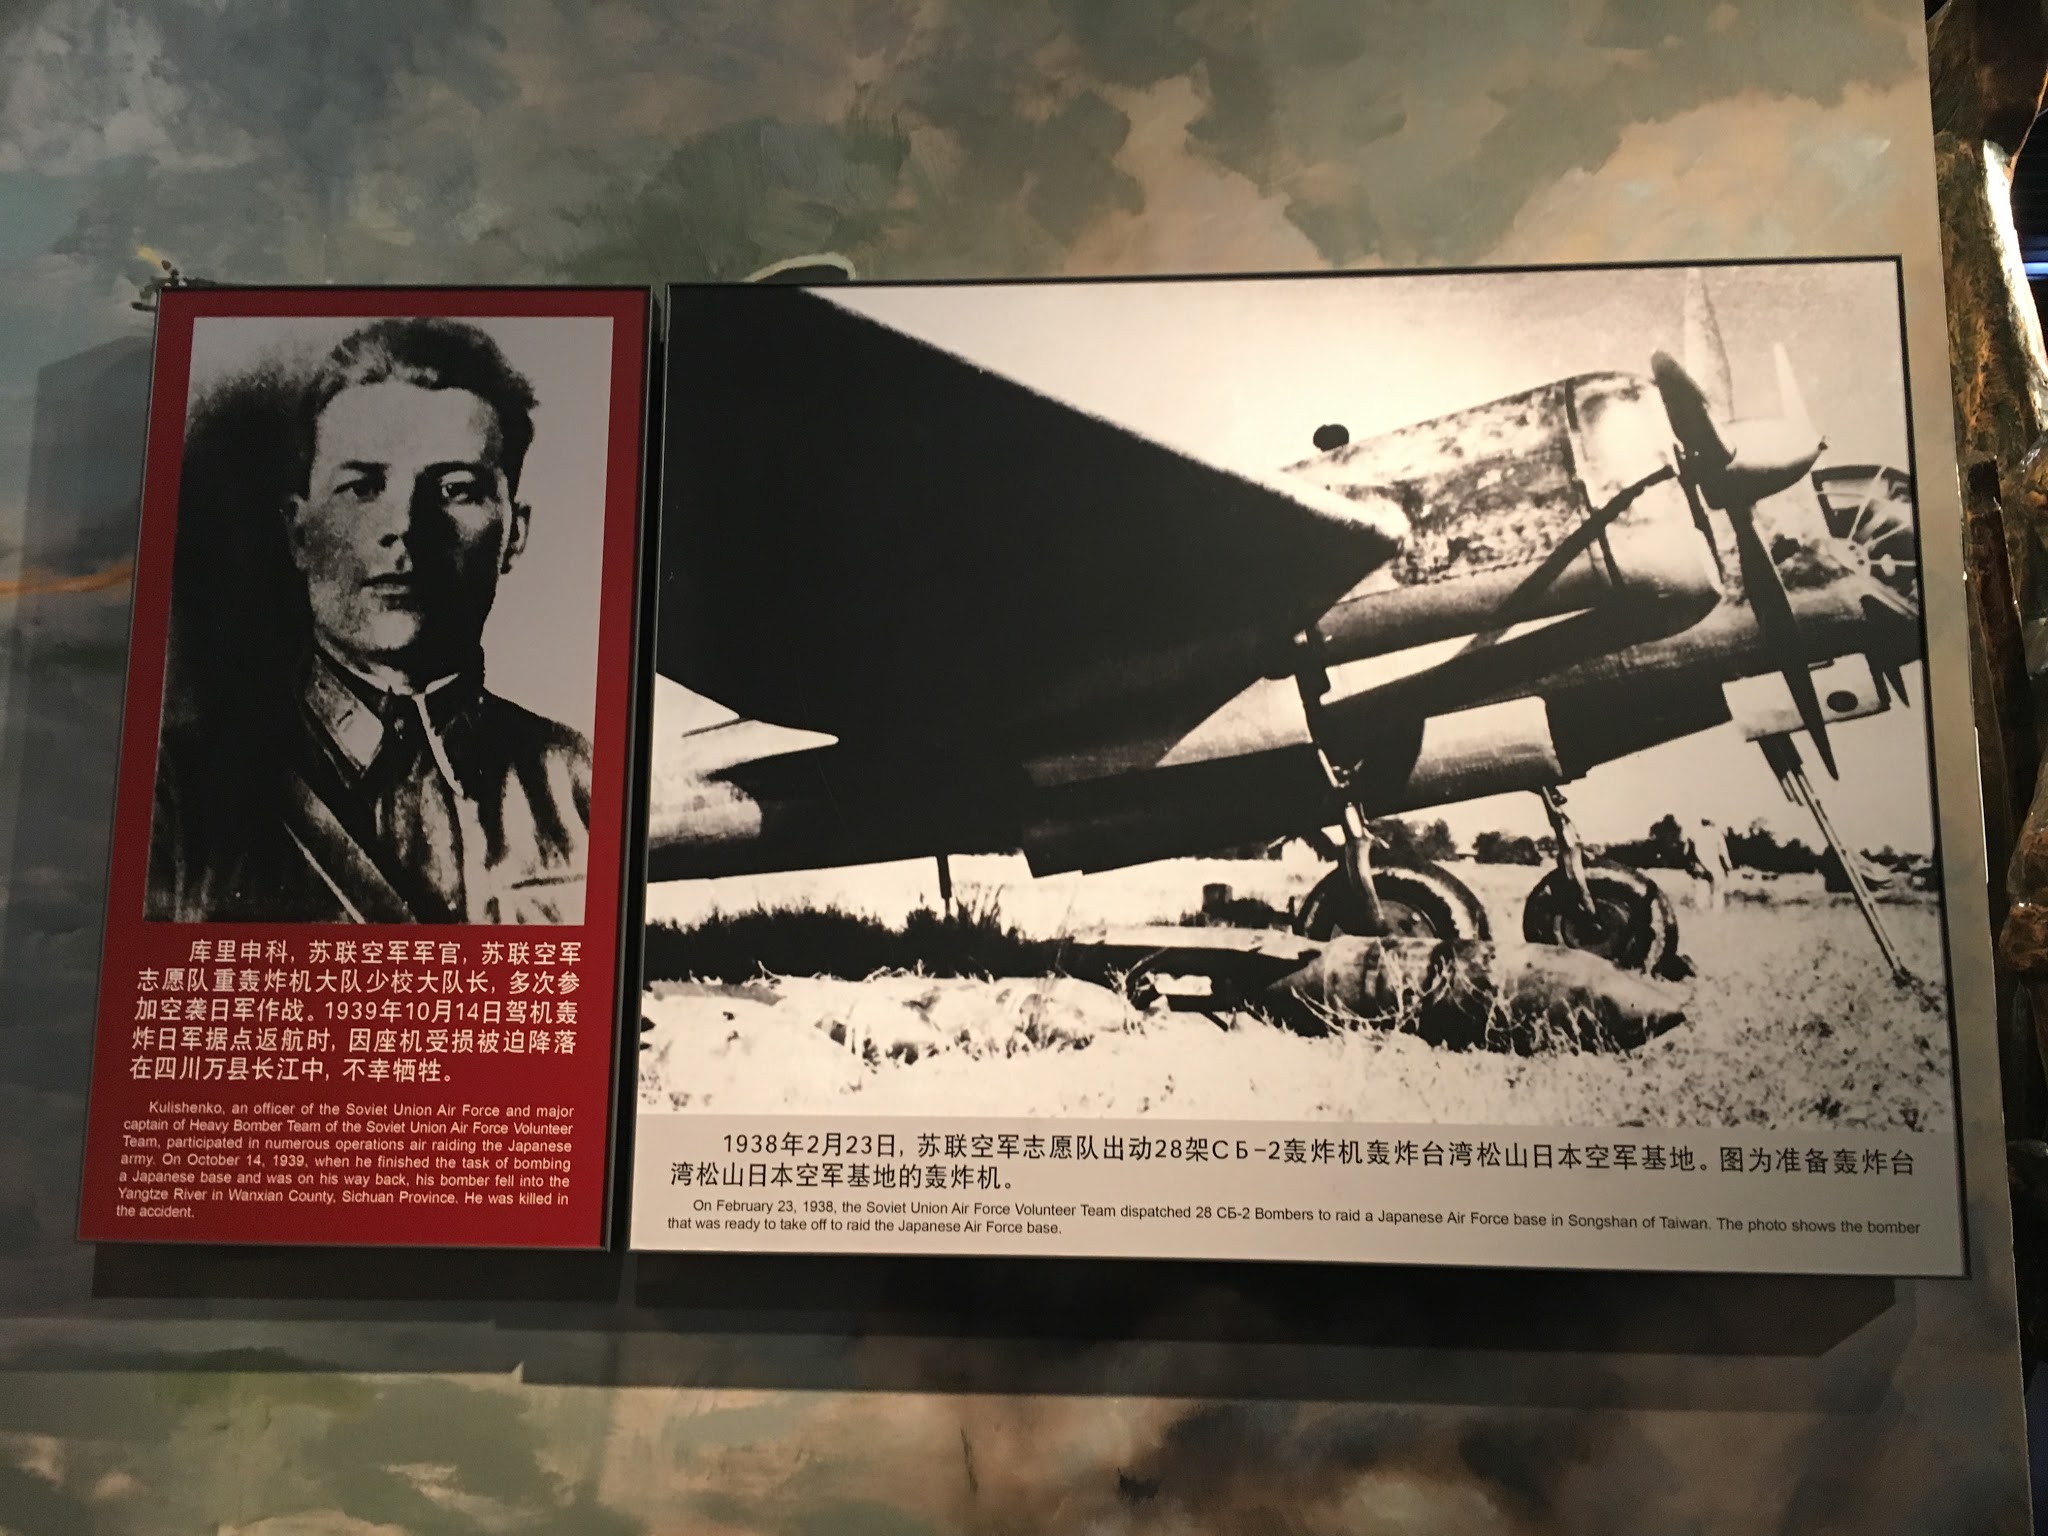 库里申科，苏联空军军官，苏联空军
志愿队重轰炸机大队少校大队长，多次参
加空袭日军作战。1939年10月14日驾机轰
炸日军据点返航时，因座机受损被迫降落
在四川万县长江中，不幸牺牲。
Kulishenko, an officer of the Soviet Union Air Force and major
captain of Heavy Bomber Team of the Soviet Union Air Force Volunteer
Team, participated in numerous operations air raiding the Japanese
army. On October 14, 1939, when he finished the task of bombing
a Japanese base and was on his way back, his bomber fell into the
Yangtze River in Wanxian County, Sichuan Province. He was killed in
the accident.
1938年2月23日，苏联空军志愿队出动28架СБ-2轰炸机轰炸台湾松山日本空军基地。图为准备轰炸台
湾松山日本空军基地的轰炸机。
On February 23, 1938, the Soviet Union Air Force Volunteer Team dispatched 28 СБ-2 Bombers to raid a Japanese Air Force base in Songshan of Taiwan. The photo shows the bomber
that was ready to take off to raid the Japanese Air Force base.